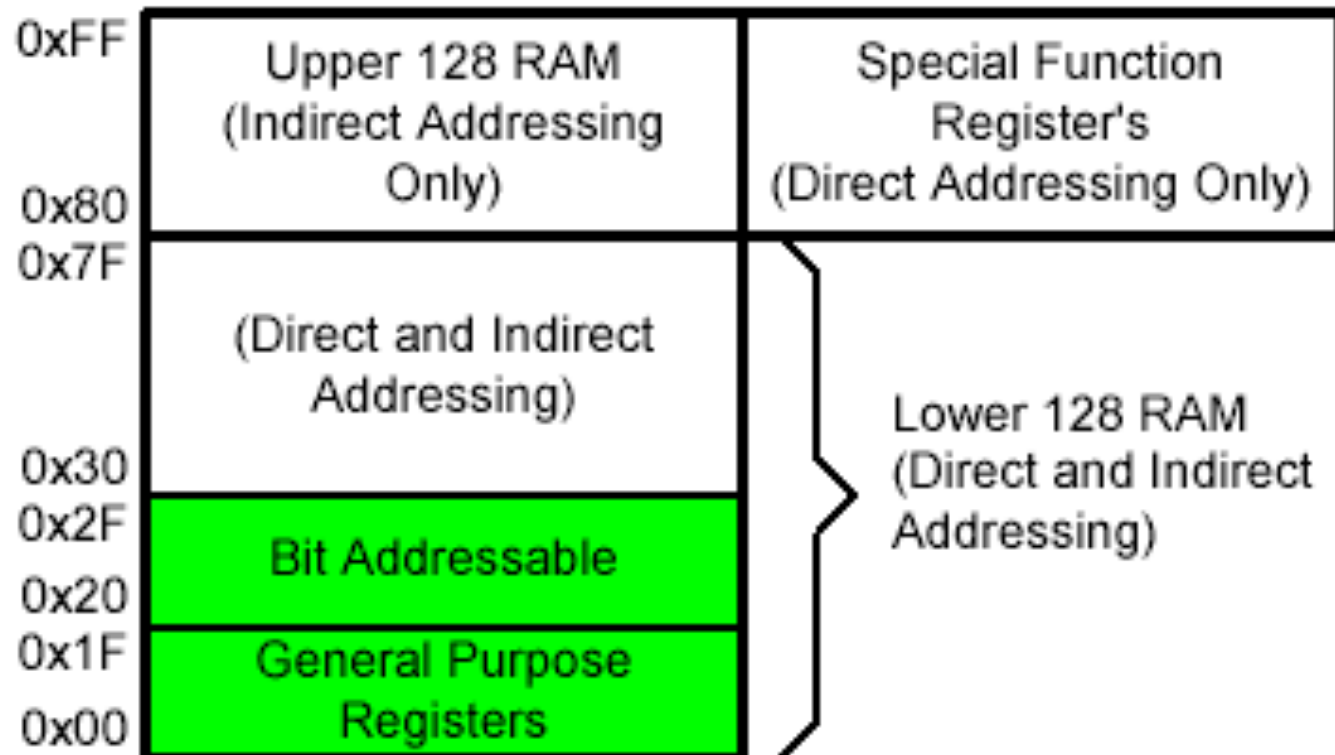 0xFF
Upper 128 RAM
(Indirect Addressing
Only)
Special Function
Register's
(Direct Addressing Only)
0x80
0x7F
(Direct and Indirect
Addressing)
0x30
Lower 128 RAM
(Direct and Indirect
Addressing)
0x2F
Bit Addressable
0x20
0x1F
General Purpose
Registers
0x00